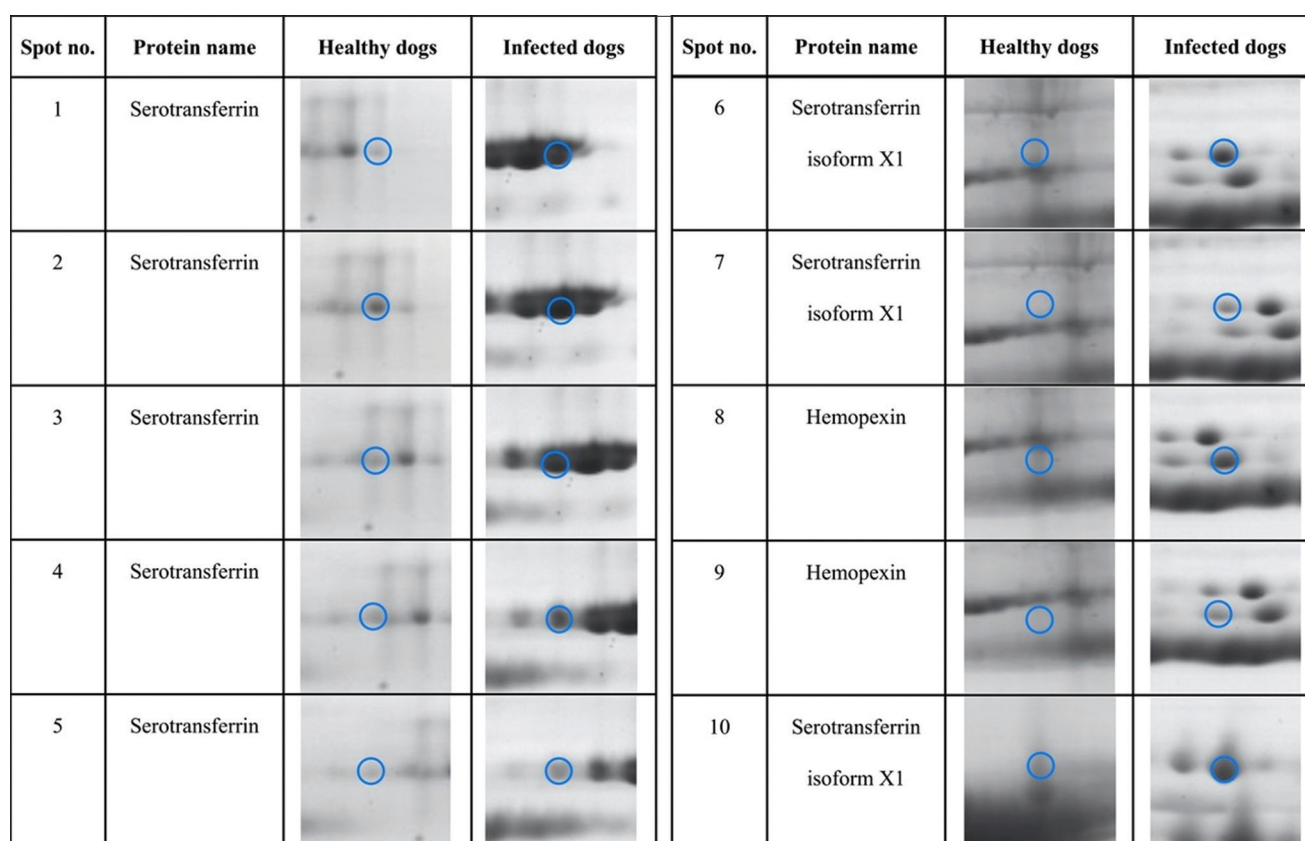 Spot no. Protein name Healthy dogs Infected dogs
1 Serotransferrin
2 Serotransferrin
3 Serotransferrin
4 Serotransferrin
5 Serotransferrin
Spot no. Protein name Healthy dogs Infected dogs
6 Serotransferrin
isoform X1
7 Serotransferrin
isoform X1
8 Hemopexin
9 Hemopexin
10 Serotransferrin
isoform X1